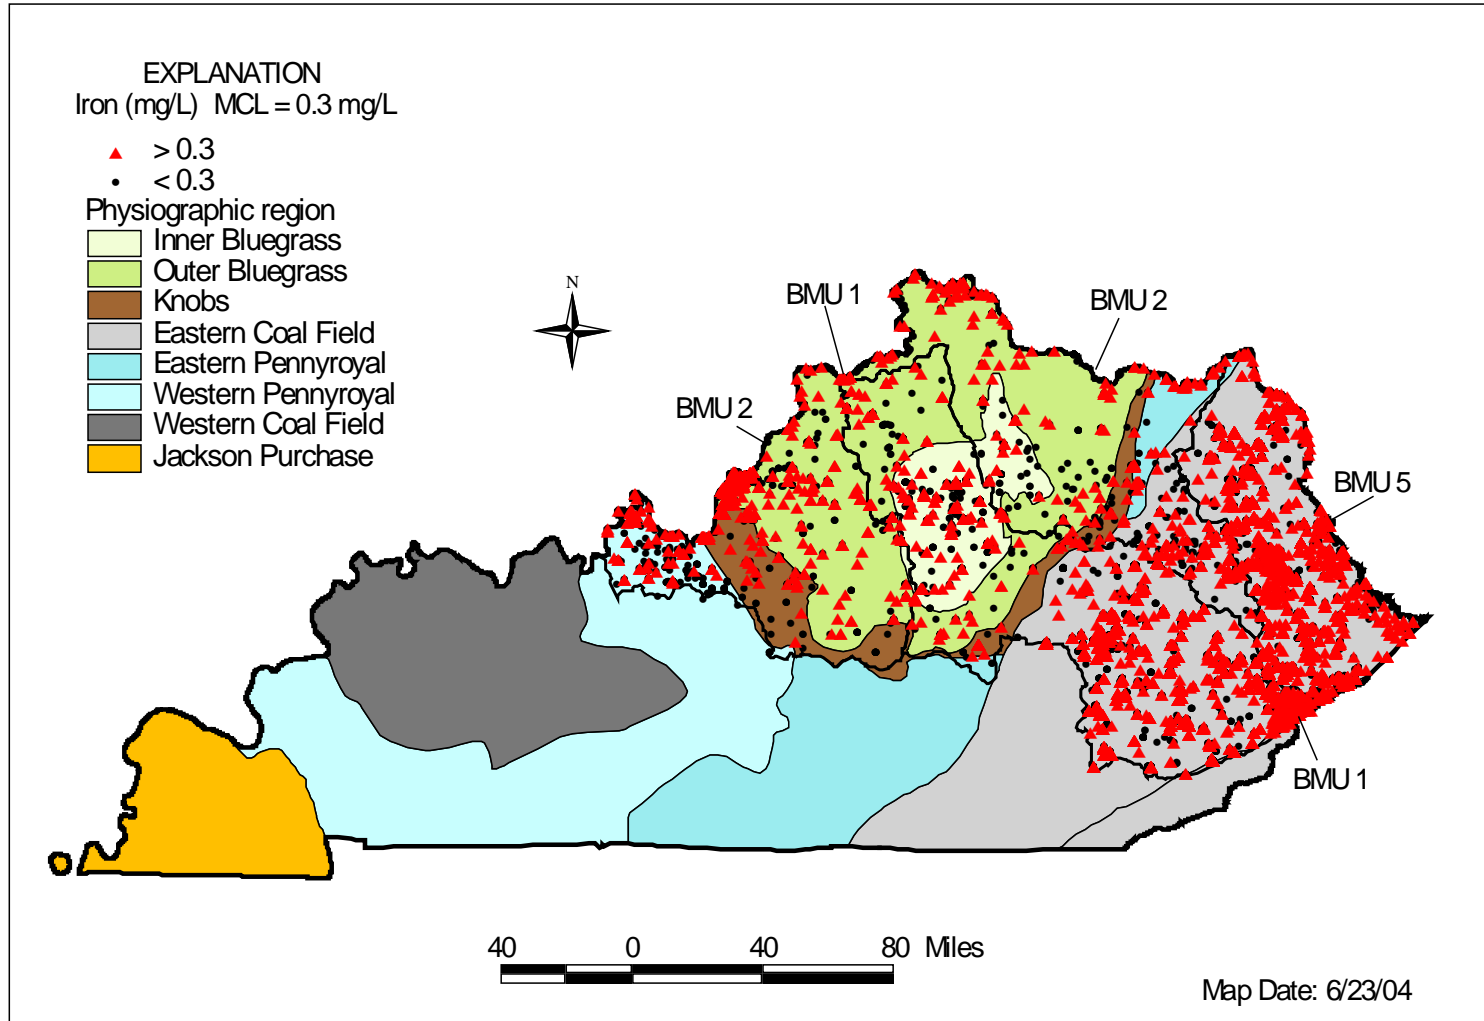 EXPLANATION
Iron (mg/L) MCL = 0.3 mg/L
> 0.3
< 0.3
Physiographic region
Inner Bluegrass
Outer Bluegrass
Knobs
Eastern Coal Field
Eastern Pennyroyal
Western Pennyroyal
Western Coal Field
Jackson Purchase
N
BMU 1
BMU 2
BMU 2
BMU 5
BMU 1
40 0 40 80 Miles
Map Date: 6/23/04